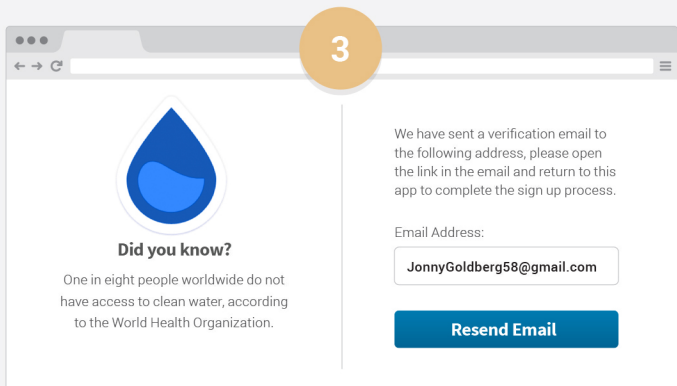 3
Did you know?
One in eight people worldwide do not
have access to clean water, according
to the World Health Organization.
We have sent a verification email to
the following address, please open
the link in the email and return to this
app to complete the sign up process.
Email Address:
JonnyGoldberg58@gmail.com
Resend Email